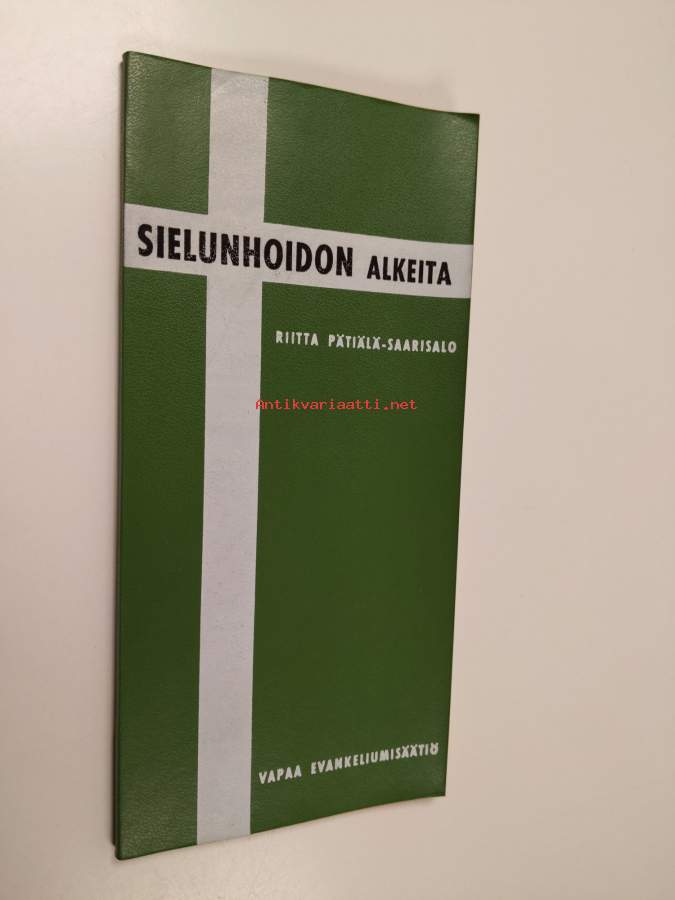 SIELUNHOIDON ALKEITA
RIITTA PÄTIÄLÄ-SAARISALO
Antikvariaatti.net
VAPAA EVANKELIUMISÄÄTIÖ